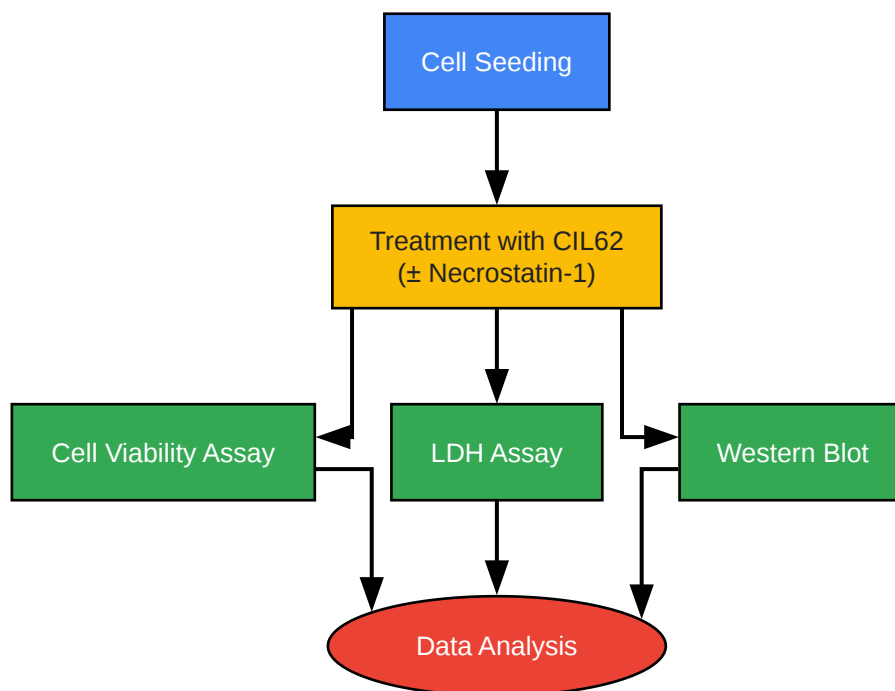 Cell Seeding
Treatment with CIL62
(± Necrostatin-1)
Cell Viability Assay
LDH Assay
Western Blot
Data Analysis